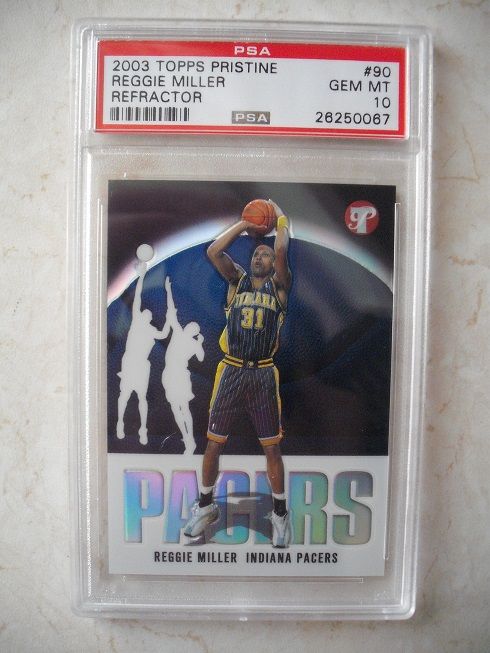 PSA
2003 TOPPS PRISTINE #90
REGGIE MILLER GEM MT
REFRACTOR 10
PSA 26250067
P
INDIANA
31
PACERS
REGGIE MILLER INDIANA PACERS